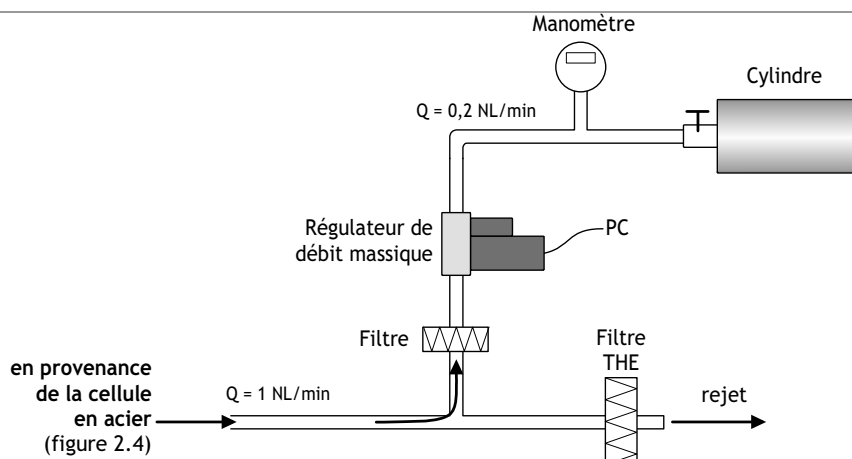 Manomètre
Cylindre
Q = 0,2 NL/min
Régulateur de
débit massique
PC
Filtre
Filtre
THE
en provenance
de la cellule
en acier
(figure 2.4)
Q = 1 NL/min
rejet